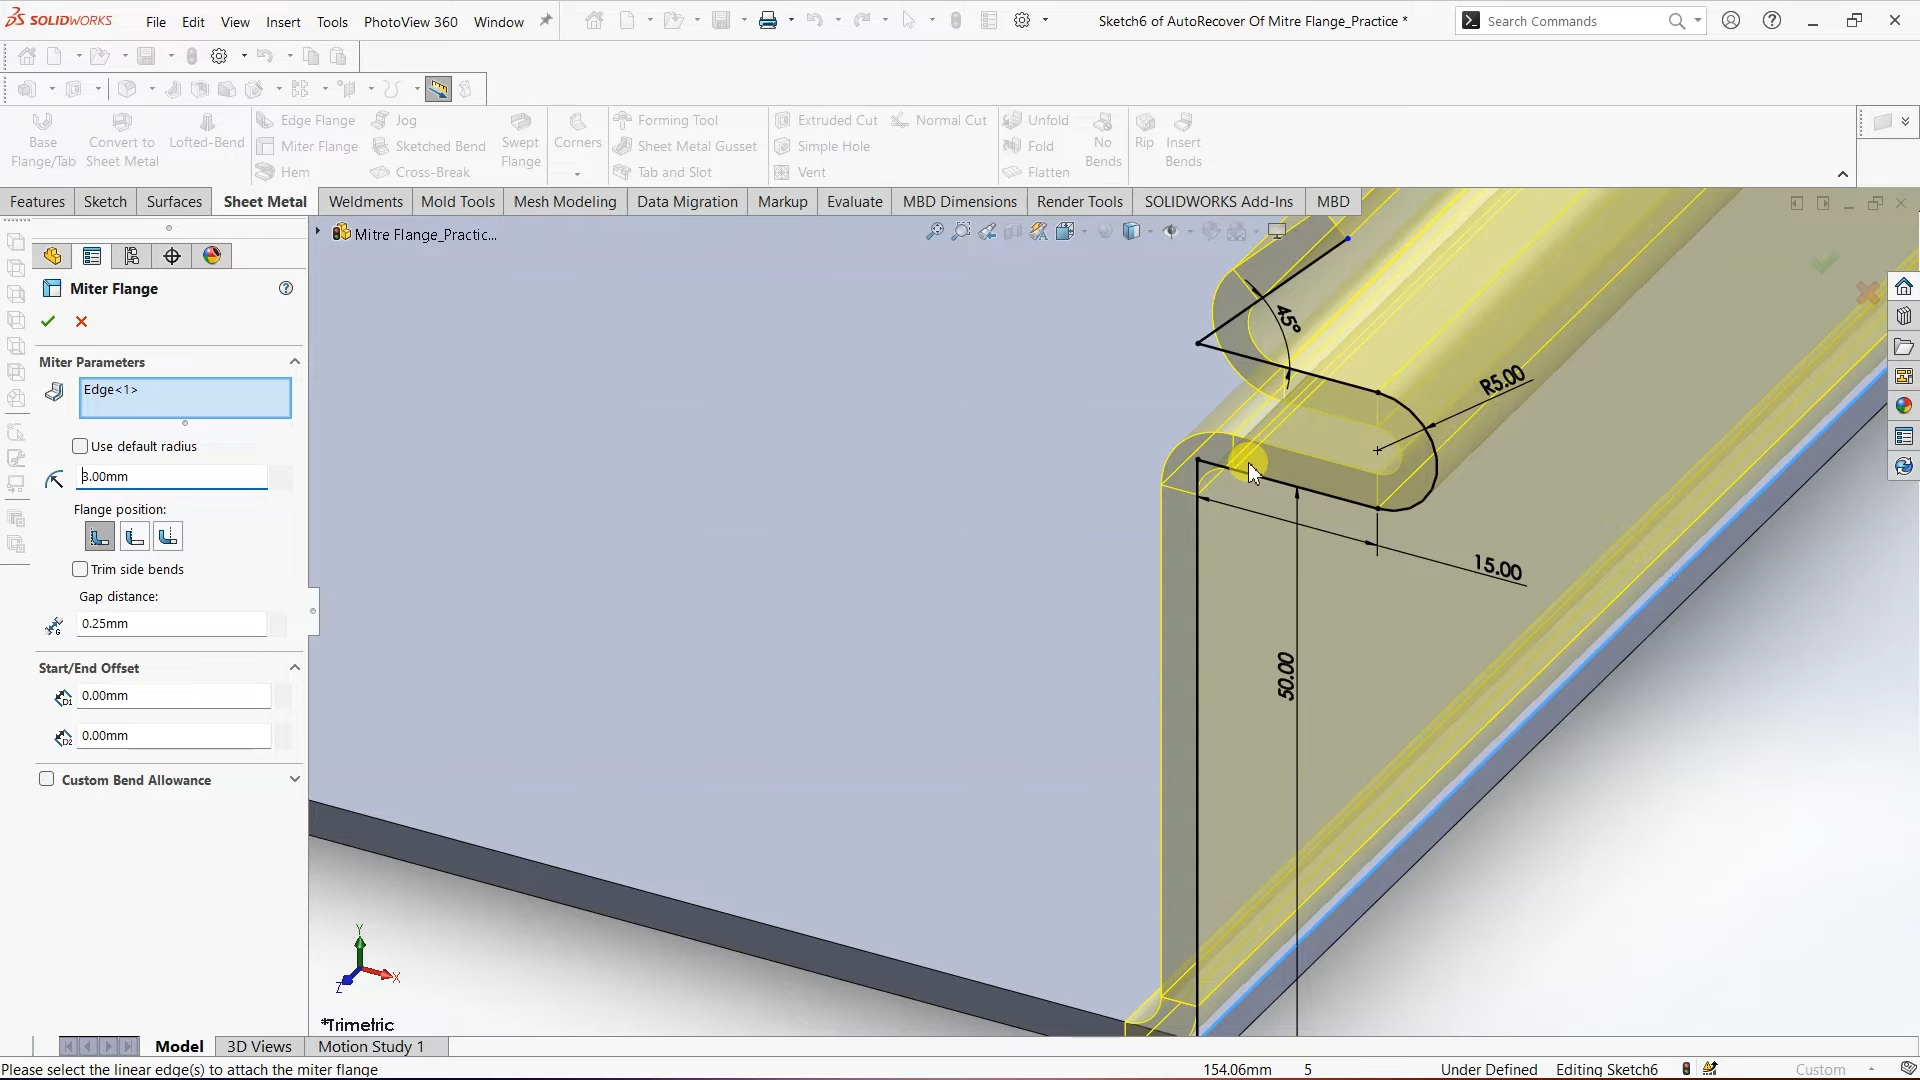 SOLIDWORKS
File
Edit
View
Insert
Tools
PhotoView 360
Window
Sketch6 of AutoRecover Of Mitre Flange_Practice *
Search Commands
Base
Flange/Tab
Convert to
Sheet Metal
Lofted-Bend
Edge Flange
Miter Flange
Hem
Jog
Sketched Bend
Cross-Break
Swept
Flange
Corners
Forming Tool
Sheet Metal Gusset
Tab and Slot
Extruded Cut
Simple Hole
Vent
Normal Cut
Unfold
Fold
Flatten
No
Bends
Rip
Insert
Bends
Features
Sketch
Surfaces
Sheet Metal
Weldments
Mold Tools
Mesh Modeling
Data Migration
Markup
Evaluate
MBD Dimensions
Render Tools
SOLIDWORKS Add-Ins
MBD
Mitre Flange_Practic...
Miter Flange
Miter Parameters
Edge<1>
Use default radius
3.00mm
Flange position:
Trim side bends
Gap distance:
0.25mm
Start/End Offset
D1
0.00mm
D2
0.00mm
Custom Bend Allowance
45°
R5.00
15.00
50.00
Y
X
Z
*Trimetric
Model
3D Views
Motion Study 1
Please select the linear edge(s) to attach the miter flange
154.06mm
5
Under Defined
Editing Sketch6
Custom